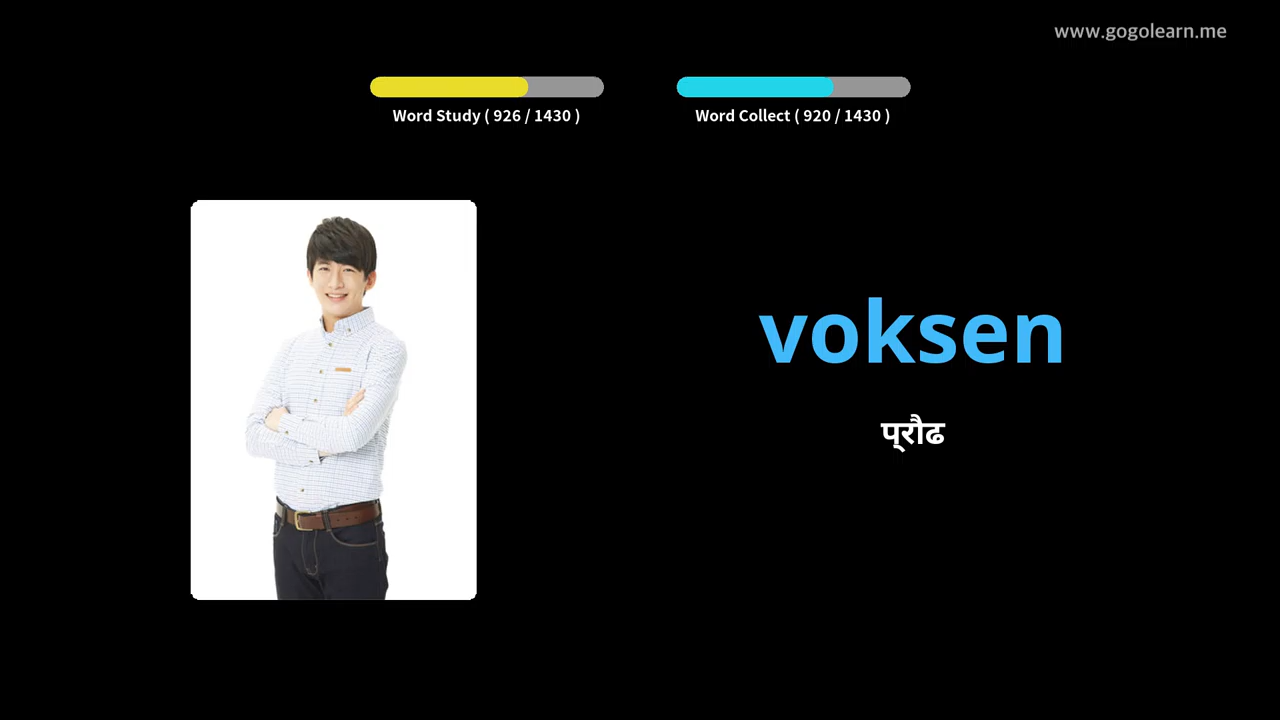 www.gogolearn.me
Word Study ( 926 / 1430 )
Word Collect ( 920 / 1430 )
voksen
प्रौढ